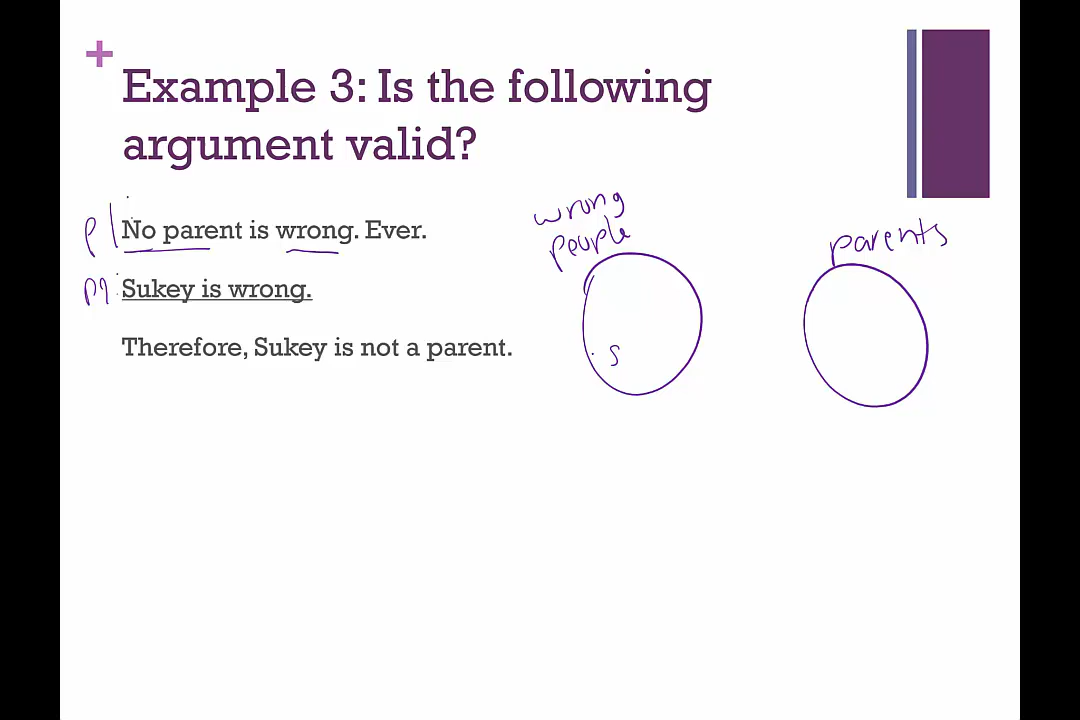 +
Example 3: Is the following
argument valid?
p1 No parent is wrong. Ever.
Sukey is wrong.
Therefore, Sukey is not a parent.
wrong
people
parents
S